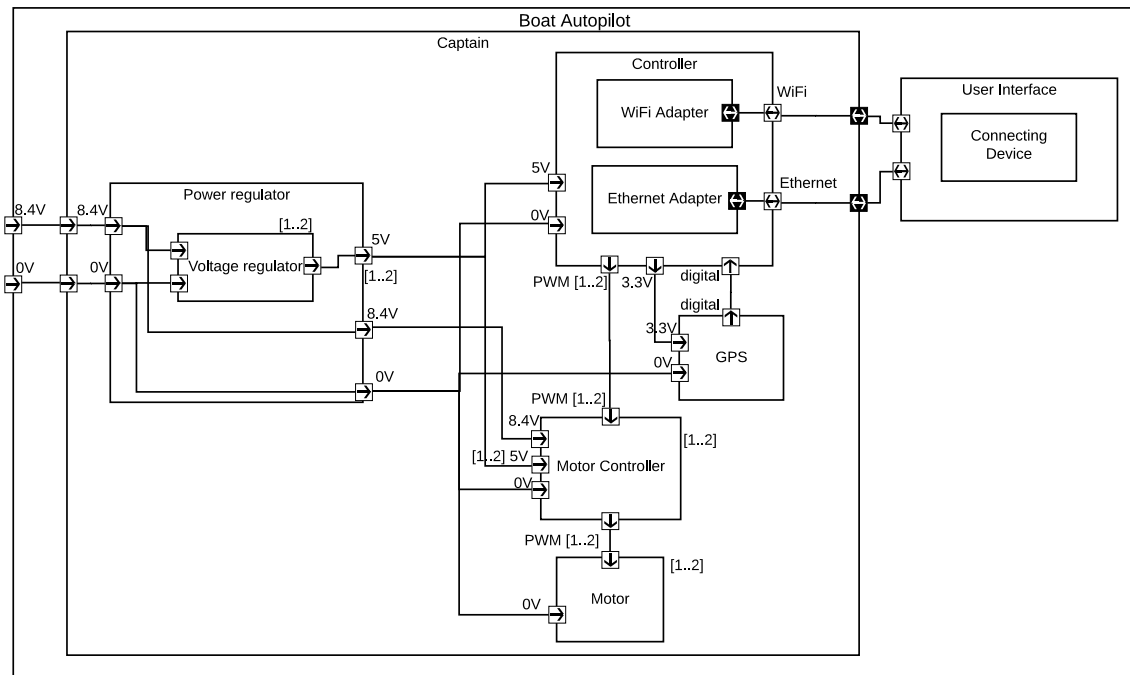 Boat Autopilot
Captain
Controller
WiFi Adapter
WiFi
User Interface
Connecting
Device
5V
Ethernet Adapter
Ethernet
Power regulator
8.4V
8.4V
[1..2]
0V
5V
0V
0V
Voltage regulator
[1..2]
PWM [1..2]
3.3V
digital
digital
8.4V
3.3V
GPS
0V
0V
PWM [1..2]
8.4V
[1..2]
[1..2] 5V
Motor Controller
0V
PWM [1..2]
[1..2]
Motor
0V